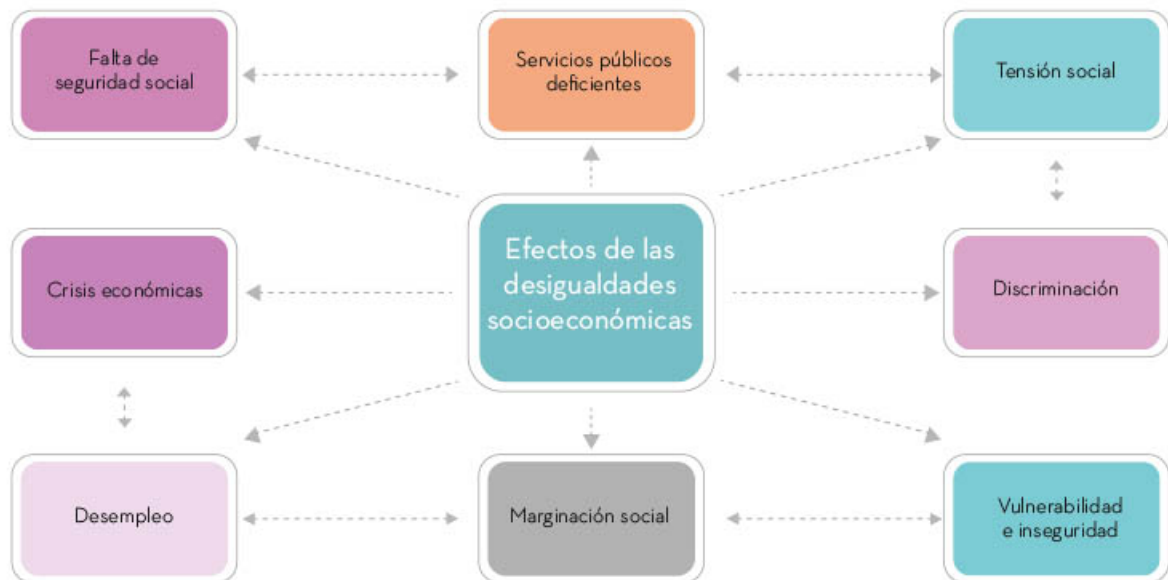 Falta de
seguridad social
Servicios públicos
deficientes
Tensión social
Efectos de las
desigualdades
socioeconómicas
Crisis económicas
Discriminación
Desempleo
Marginación social
Vulnerabilidad
e inseguridad